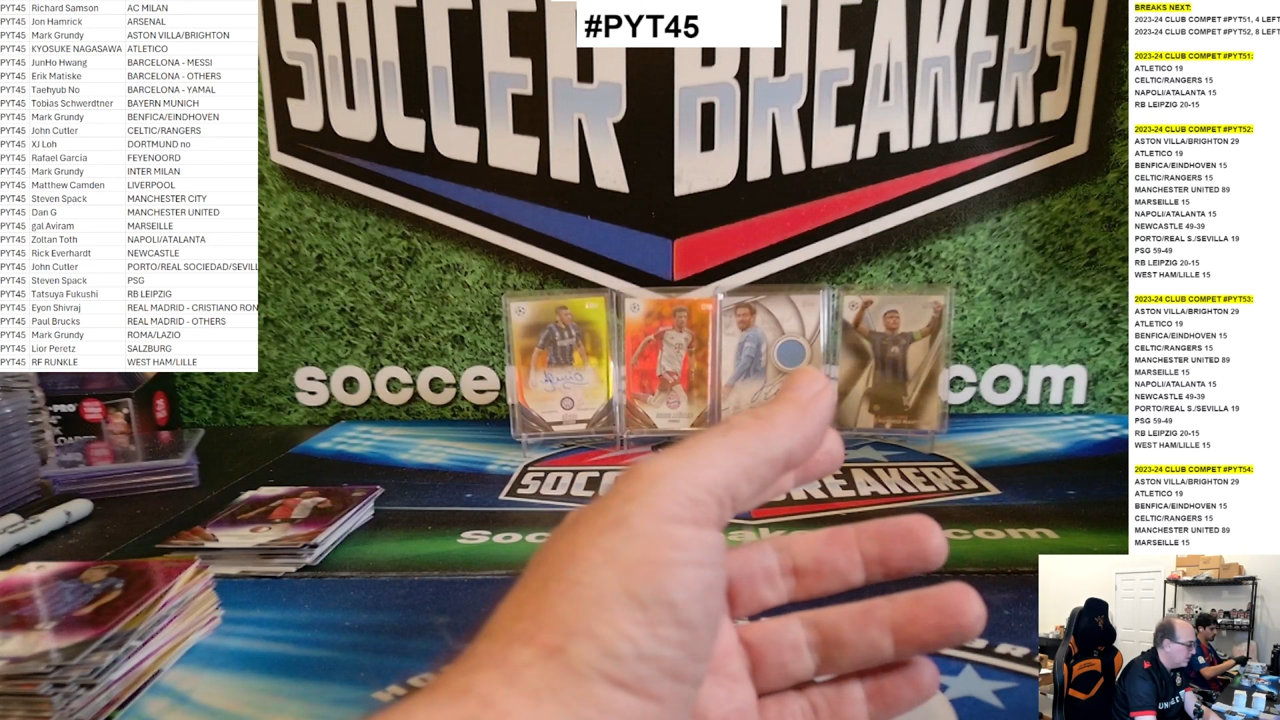 PYT45 Richard Samson AC MILAN
PYT45 Jon Hamrick ARSENAL
PYT45 Mark Grundy ASTON VILLA/BRIGHTON
PYT45 KYOSUKE NAGASAWA ATLETICO
PYT45 JunHo Hwang BARCELONA - MESSI
PYT45 Erik Matiske BARCELONA - OTHERS
PYT45 Taehyub No BARCELONA - YAMAL
PYT45 Tobias Schwerdtner BAYERN MUNICH
PYT45 Mark Grundy BENFICA/EINDHOVEN
PYT45 John Cutler CELTIC/RANGERS
PYT45 XJ Loh DORTMUND no
PYT45 Rafael Garcia FEYENOORD
PYT45 Mark Grundy INTER MILAN
PYT45 Matthew Camden LIVERPOOL
PYT45 Steven Spack MANCHESTER CITY
PYT45 Dan G MANCHESTER UNITED
PYT45 gal Aviram MARSEILLE
PYT45 Zoltan Toth NAPOLI/ATALANTA
PYT45 Rick Everhardt NEWCASTLE
PYT45 John Cutler PORTO/REAL SOCIEDAD/SEVILL
PYT45 Steven Spack PSG
PYT45 Tatsuya Fukushi RB LEIPZIG
PYT45 Eyon Shivraj REAL MADRID - CRISTIANO RON
PYT45 Paul Brucks REAL MADRID - OTHERS
PYT45 Mark Grundy ROMA/LAZIO
PYT45 Lior Peretz SALZBURG
PYT45 RF RUNKLE WEST HAM/LILLE
#PYT45
SOCCER BREAKERS
socce
com
SOC
BREAKERS
soc
com
BREAKS NEXT:
2023-24 CLUB COMPET #PYT51, 4 LEFT
2023-24 CLUB COMPET #PYT52, 8 LEFT
2023-24 CLUB COMPET #PYT51:
ATLETICO 19
CELTIC/RANGERS 15
NAPOLI/ATALANTA 15
RB LEIPZIG 20-15
2023-24 CLUB COMPET #PYT52:
ASTON VILLA/BRIGHTON 29
ATLETICO 19
BENFICA/EINDHOVEN 15
CELTIC/RANGERS 15
MANCHESTER UNITED 89
MARSEILLE 15
NAPOLI/ATALANTA 15
NEWCASTLE 49-39
PORTO/REAL S./SEVILLA 19
PSG 59-49
RB LEIPZIG 20-15
WEST HAM/LILLE 15
2023-24 CLUB COMPET #PYT53:
ASTON VILLA/BRIGHTON 29
ATLETICO 19
BENFICA/EINDHOVEN 15
CELTIC/RANGERS 15
MANCHESTER UNITED 89
MARSEILLE 15
NAPOLI/ATALANTA 15
NEWCASTLE 49-39
PORTO/REAL S./SEVILLA 19
PSG 59-49
RB LEIPZIG 20-15
WEST HAM/LILLE 15
2023-24 CLUB COMPET #PYT54:
ASTON VILLA/BRIGHTON 29
ATLETICO 19
BENFICA/EINDHOVEN 15
CELTIC/RANGERS 15
MANCHESTER UNITED 89
MARSEILLE 15